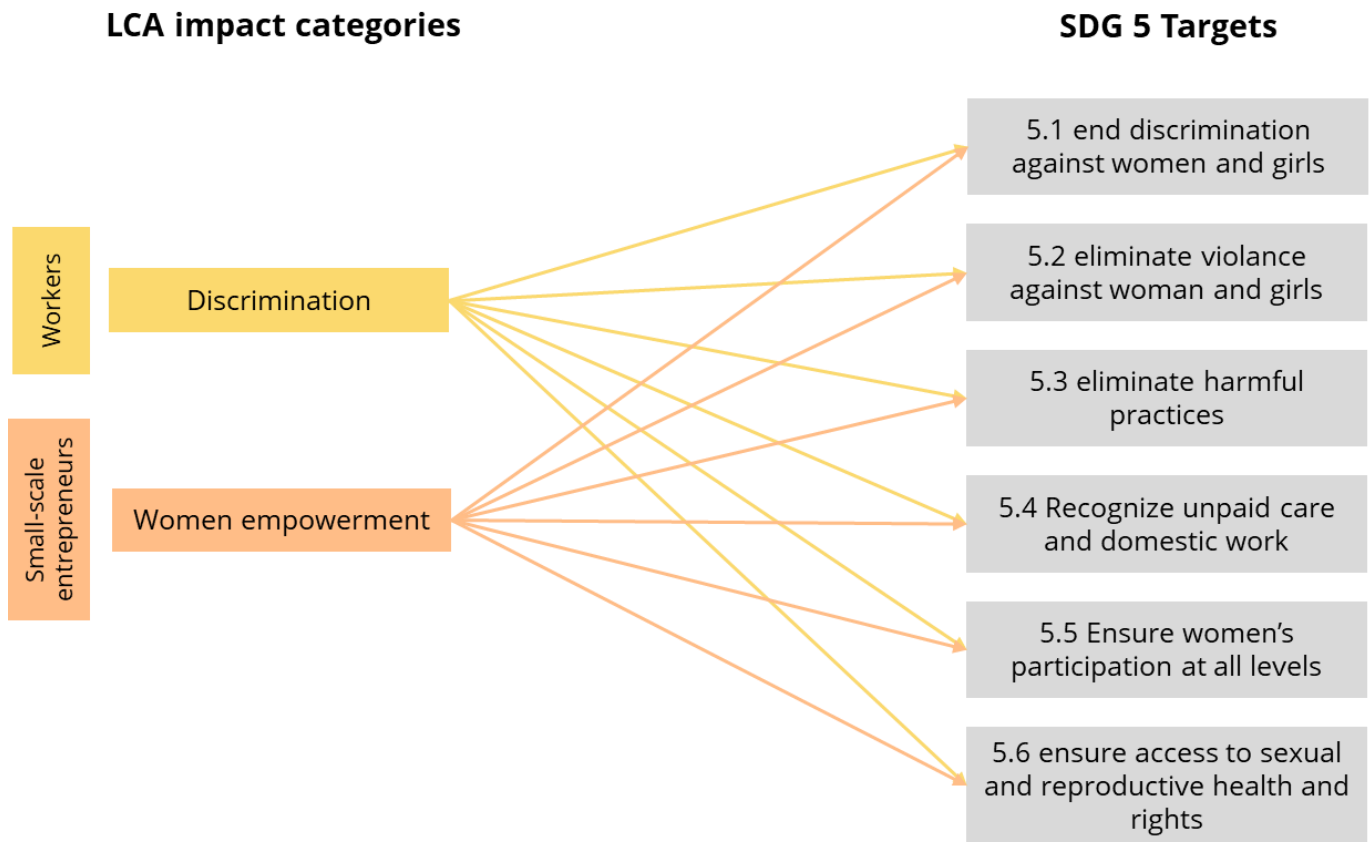 LCA impact categories
SDG 5 Targets
Workers
Discrimination
Small-scale
entrepreneurs
Women empowerment
5.1 end discrimination
against women and girls
5.2 eliminate violance
against woman and girls
5.3 eliminate harmful
practices
5.4 Recognize unpaid care
and domestic work
5.5 Ensure women’s
participation at all levels
5.6 ensure access to sexual
and reproductive health and
rights